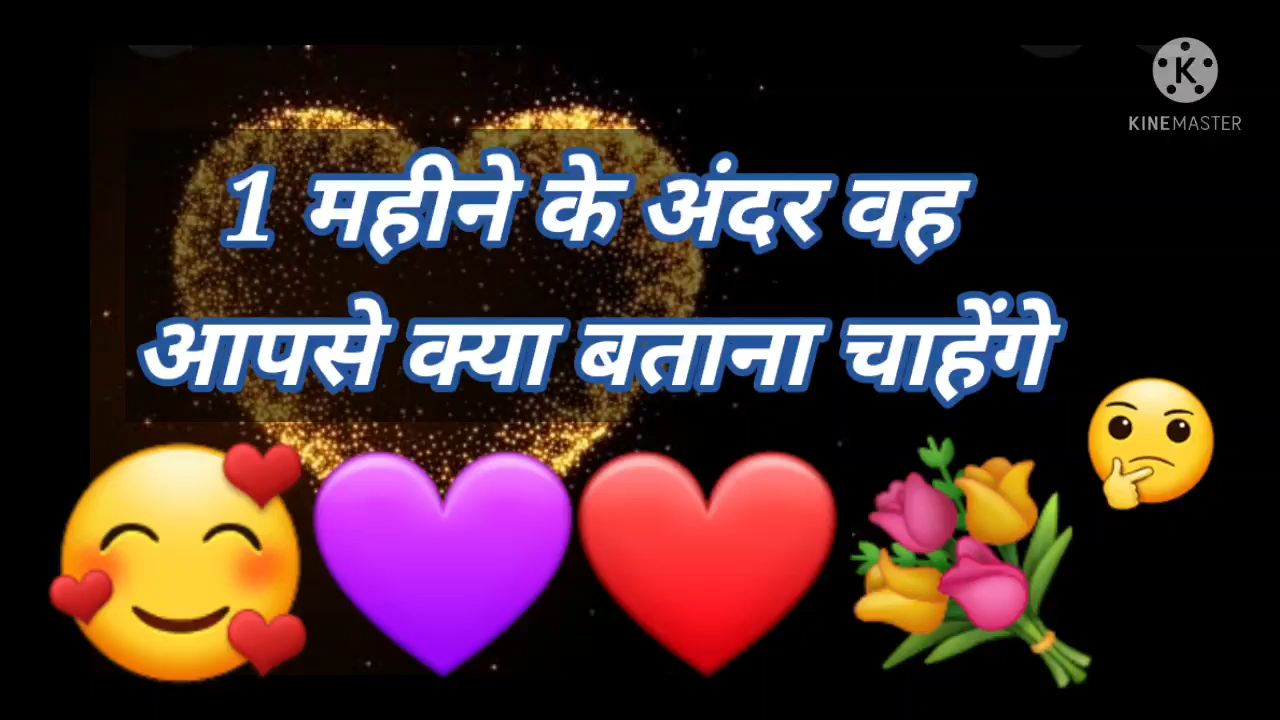 K
KINEMASTER
1 महीने के अंदर वह
आपसे क्या बताना चाहेंगे